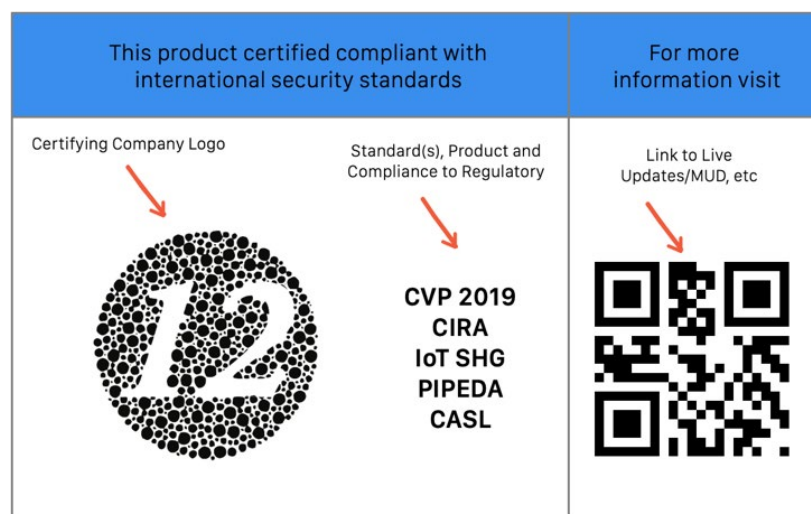 This product certified compliant with
international security standards
For more
information visit
Certifying Company Logo
Standard(s), Product and
Compliance to Regulatory
Link to Live
Updates/MUD, etc
12
CVP 2019
CIRA
IoT SHG
PIPEDA
CASL